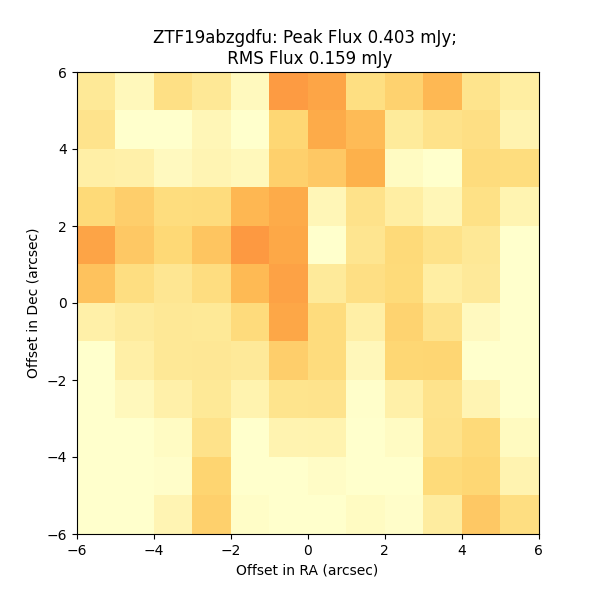 ZTF19abzgdfu: Peak Flux 0.403 mJy;
RMS Flux 0.159 mJy
6
4
2
0
−2
−4
−6
Offset in Dec (arcsec)
−6 −4 −2 0 2 4 6
Offset in RA (arcsec)